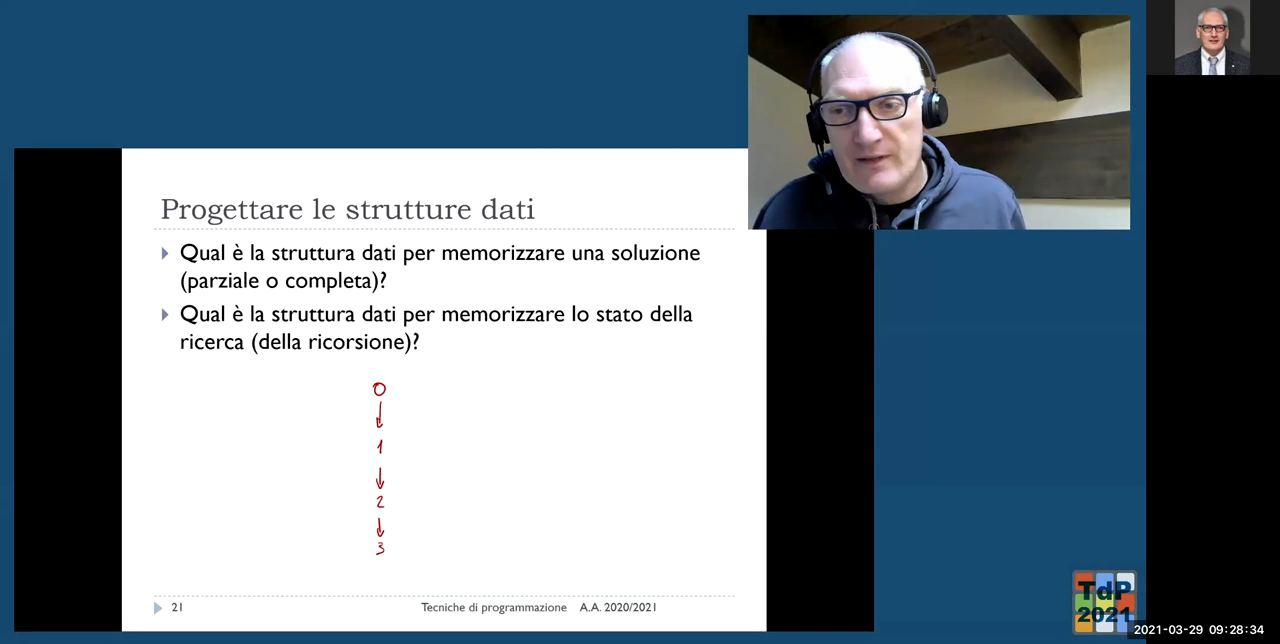 Progettare le strutture dati
Qual è la struttura dati per memorizzare una soluzione
(parziale o completa)?
Qual è la struttura dati per memorizzare lo stato della
ricerca (della ricorsione)?
0
1
2
3
21
Tecniche di programmazione A.A. 2020/2021
TdP
2021
2021-03-29 09:28:34